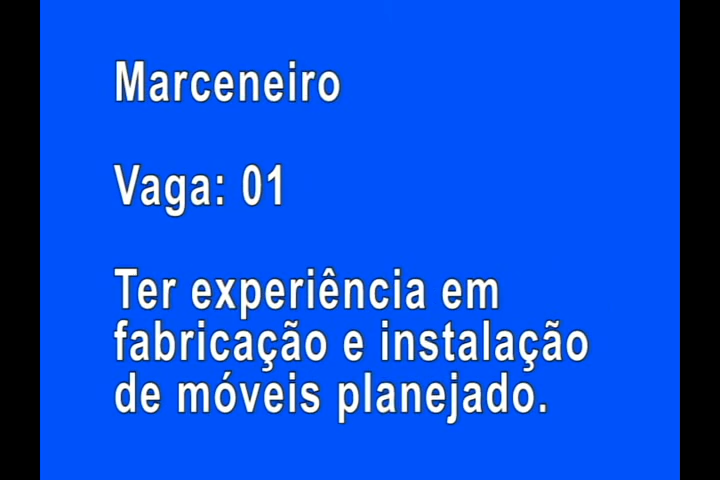 Marceneiro
Vaga: 01
Ter experiência em
fabricação e instalação
de móveis planejado.